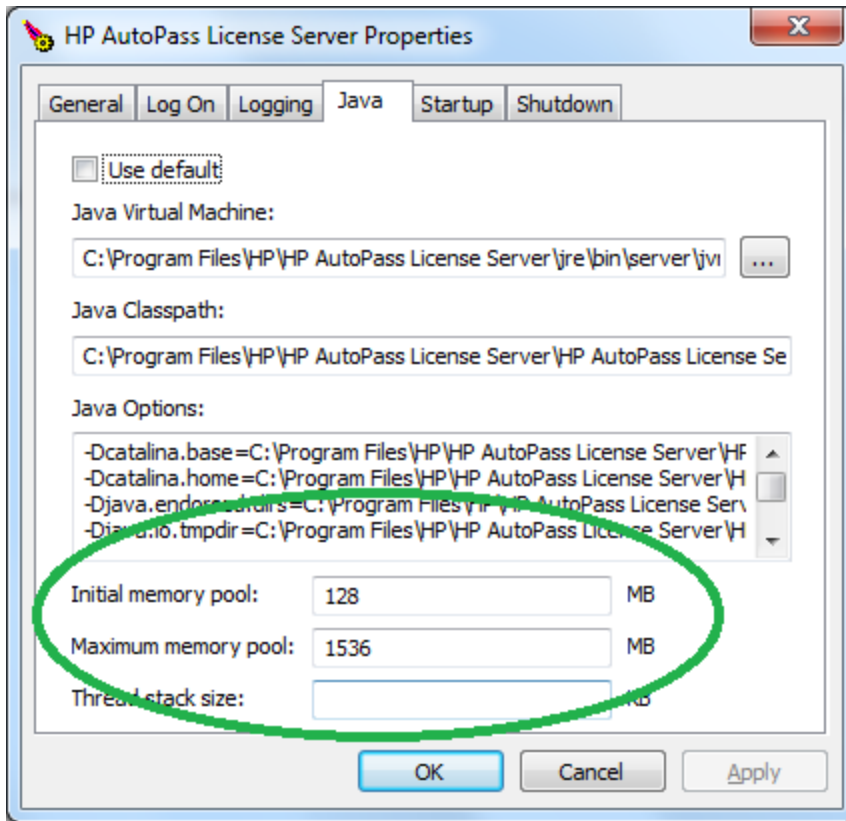 HP AutoPass License Server Properties
General Log On Logging Java Startup Shutdown
Use default
Java Virtual Machine:
C:\Program Files\HP\HP AutoPass License Server\jre\bin\server\jvr ...
Java Classpath:
C:\Program Files\HP\HP AutoPass License Server\HP AutoPass License Se
Java Options:
-Dcatalina.base=C:\Program Files\HP\HP AutoPass License Server\HF
-Dcatalina.home=C:\Program Files\HP\HP AutoPass License Server\H
-Djava.endorsed.dirs=C:\Program Files\HP\HP AutoPass License Serv
-Djava.io.tmpdir=C:\Program Files\HP\HP AutoPass License Server\H
Initial memory pool: 128 MB
Maximum memory pool: 1536 MB
Thread stack size: KB
OK Cancel Apply